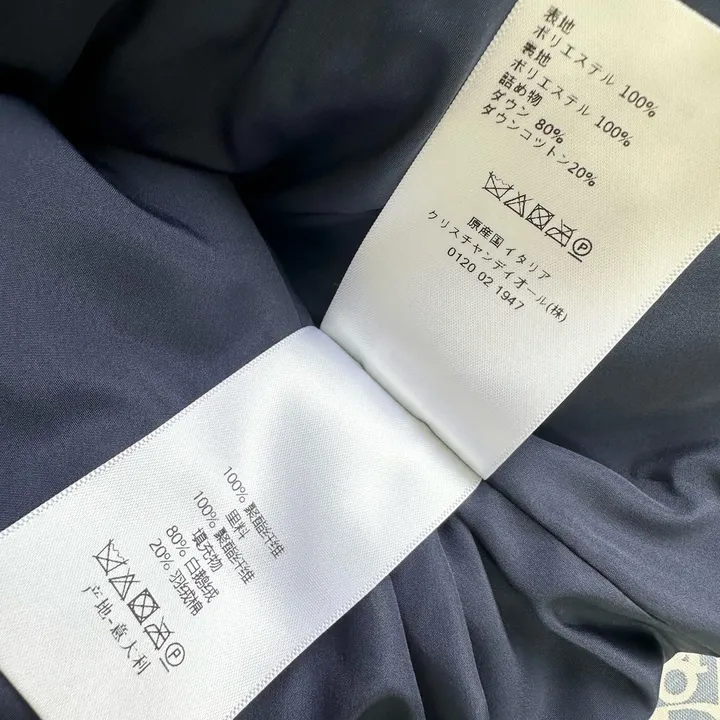 表地
ポリエステル 100%
裏地
ポリエステル 100%
詰め物
ダウン 80%
ダウンコットン20%
原産国 イタリア
クリスチャンディオール(株)
0120 02 1947
100% 聚酯纤维
里料
100% 聚酯纤维
填充物
80% 白鹅绒
20% 羽绒棉
产地-意大利